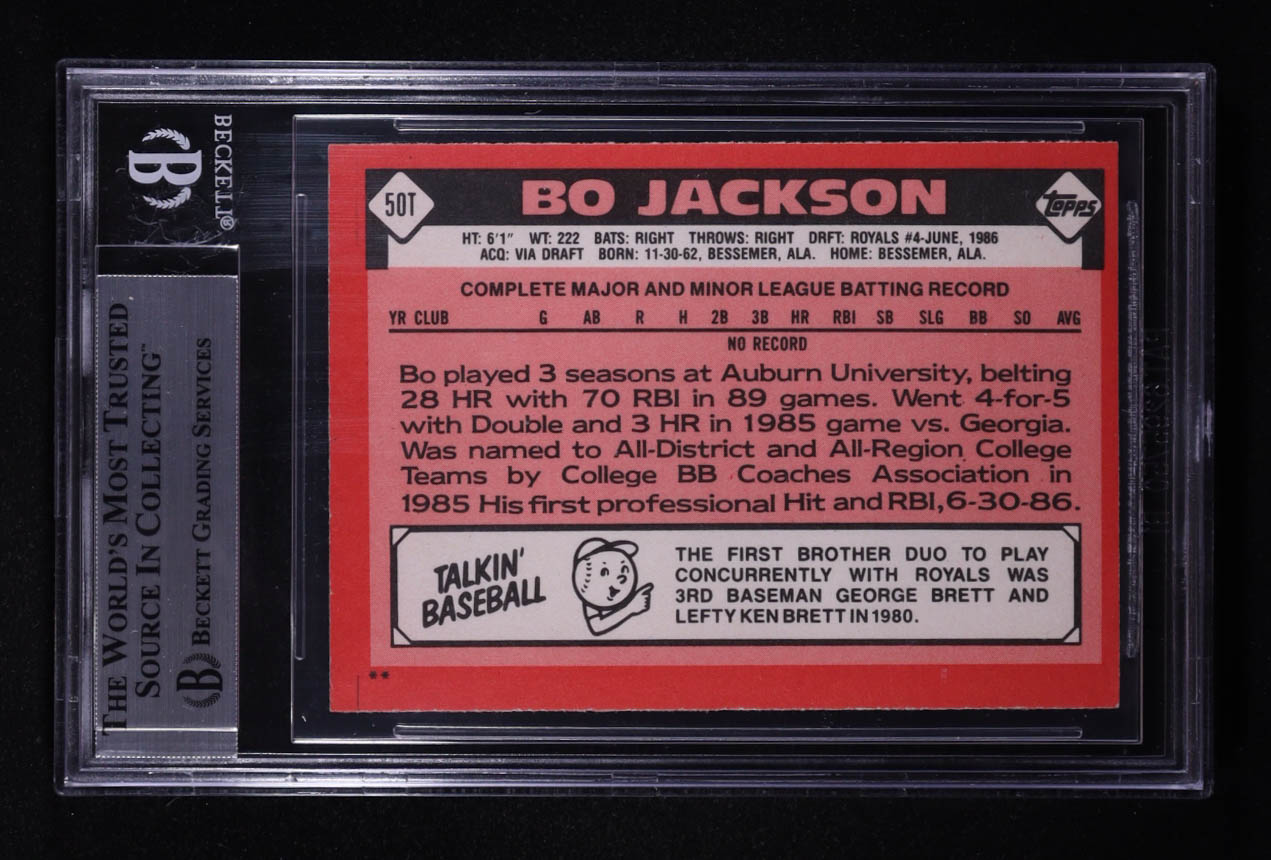 BECKETT®
B
THE WORLD'S MOST TRUSTED
SOURCE IN COLLECTING™
B BECKETT GRADING SERVICES
50T
BO JACKSON
topps
HT: 6'1" WT: 222 BATS: RIGHT THROWS: RIGHT DRFT: ROYALS #4-JUNE, 1986
ACQ: VIA DRAFT BORN: 11-30-62, BESSEMER, ALA. HOME: BESSEMER, ALA.
COMPLETE MAJOR AND MINOR LEAGUE BATTING RECORD
YR CLUB G AB R H 2B 3B HR RBI SB SLG BB SO AVG
NO RECORD
Bo played 3 seasons at Auburn University, belting
28 HR with 70 RBI in 89 games. Went 4-for-5
with Double and 3 HR in 1985 game vs. Georgia.
Was named to All-District and All-Region College
Teams by College BB Coaches Association in
1985 His first professional Hit and RBI, 6-30-86.
TALKIN'
BASEBALL
THE FIRST BROTHER DUO TO PLAY
CONCURRENTLY WITH ROYALS WAS
3RD BASEMAN GEORGE BRETT AND
LEFTY KEN BRETT IN 1980.
**